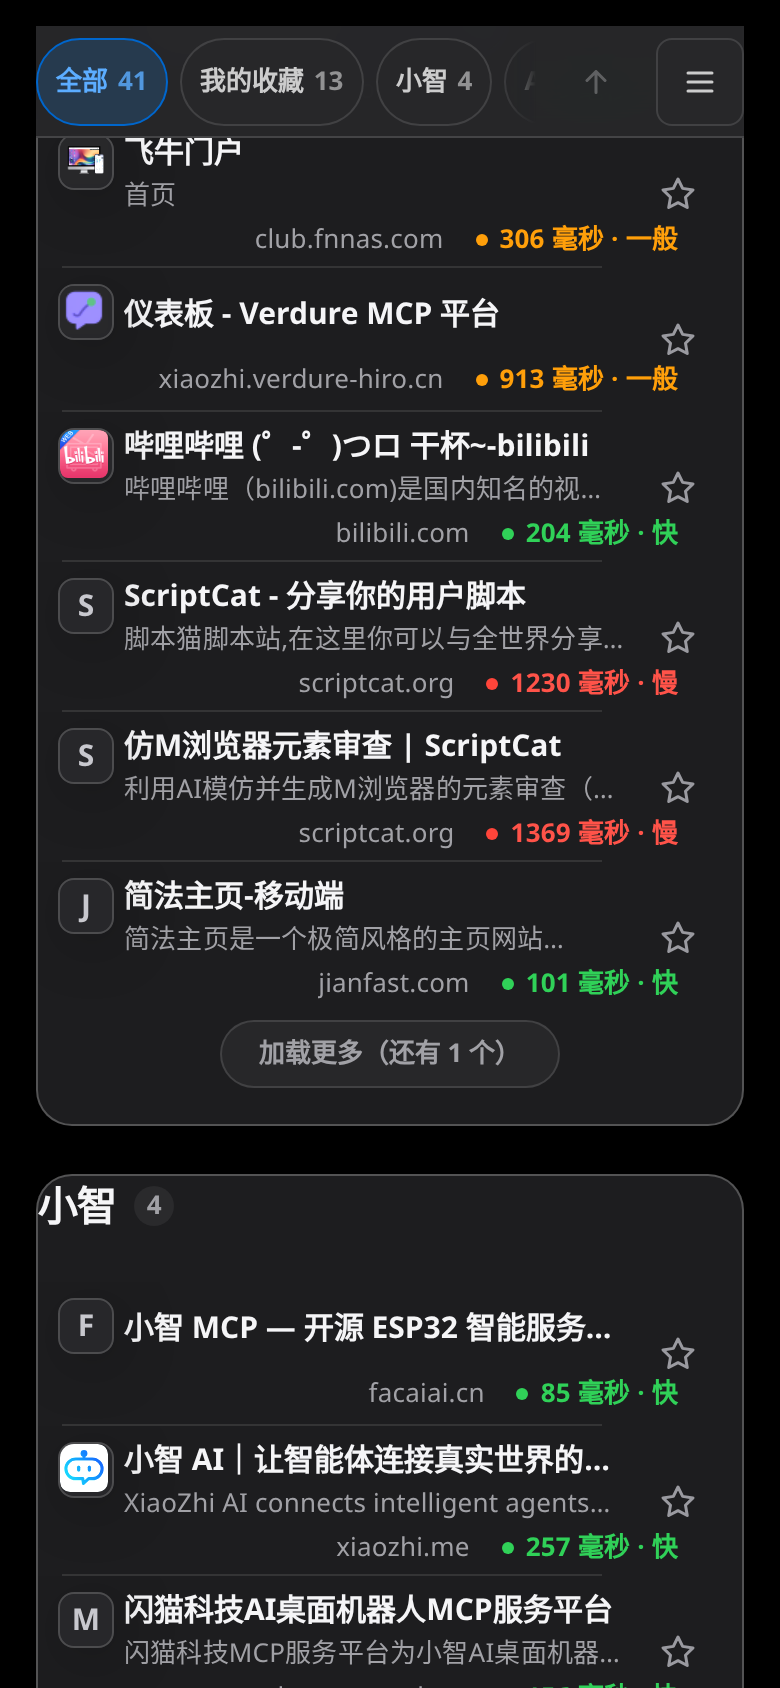 全部 41
我的收藏 13
小智 4
飞牛门户
首页
club.fnnas.com
306 毫秒 · 一般
仪表板 - Verdure MCP 平台
xiaozhi.verdure-hiro.cn
913 毫秒 · 一般
哔哩哔哩 (゜-゜)つロ 干杯~-bilibili
哔哩哔哩（bilibili.com)是国内知名的视...
bilibili.com
204 毫秒 · 快
S
ScriptCat - 分享你的用户脚本
脚本猫脚本站,在这里你可以与全世界分享...
scriptcat.org
1230 毫秒 · 慢
S
仿M浏览器元素审查 | ScriptCat
利用AI模仿并生成M浏览器的元素审查（...
scriptcat.org
1369 毫秒 · 慢
J
简法主页-移动端
简法主页是一个极简风格的主页网站...
jianfast.com
101 毫秒 · 快
加载更多（还有 1 个）
小智 4
F
小智 MCP — 开源 ESP32 智能服务...
facaiai.cn
85 毫秒 · 快
小智 AI｜让智能体连接真实世界的...
XiaoZhi AI connects intelligent agents...
xiaozhi.me
257 毫秒 · 快
M
闪猫科技AI桌面机器人MCP服务平台
闪猫科技MCP服务平台为小智AI桌面机器...